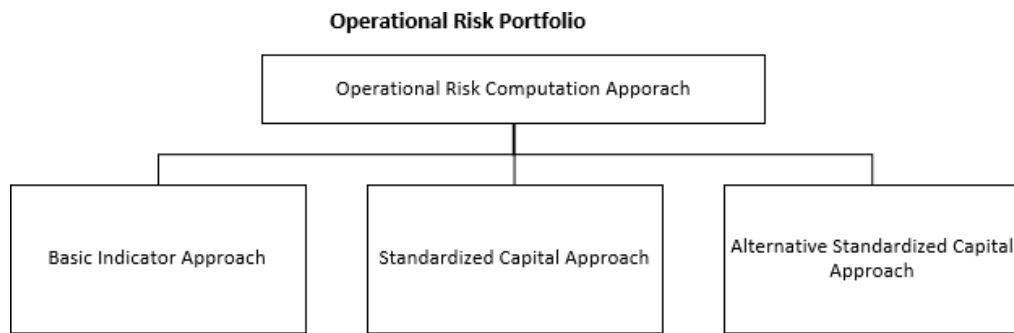 Operational Risk Portfolio
Operational Risk Computation Apporach
Basic Indicator Approach
Standardized Capital Approach
Alternative Standardized Capital
Approach